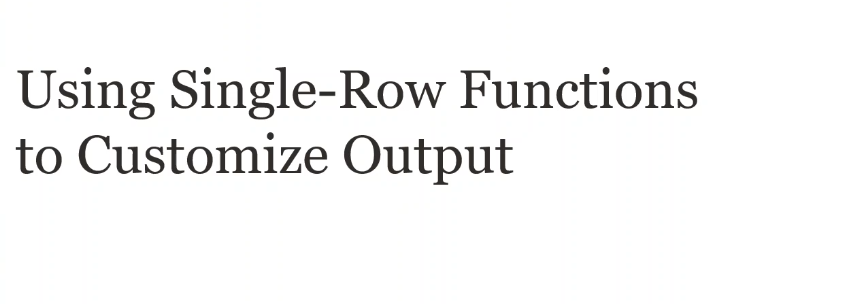 Using Single-Row Functions
to Customize Output